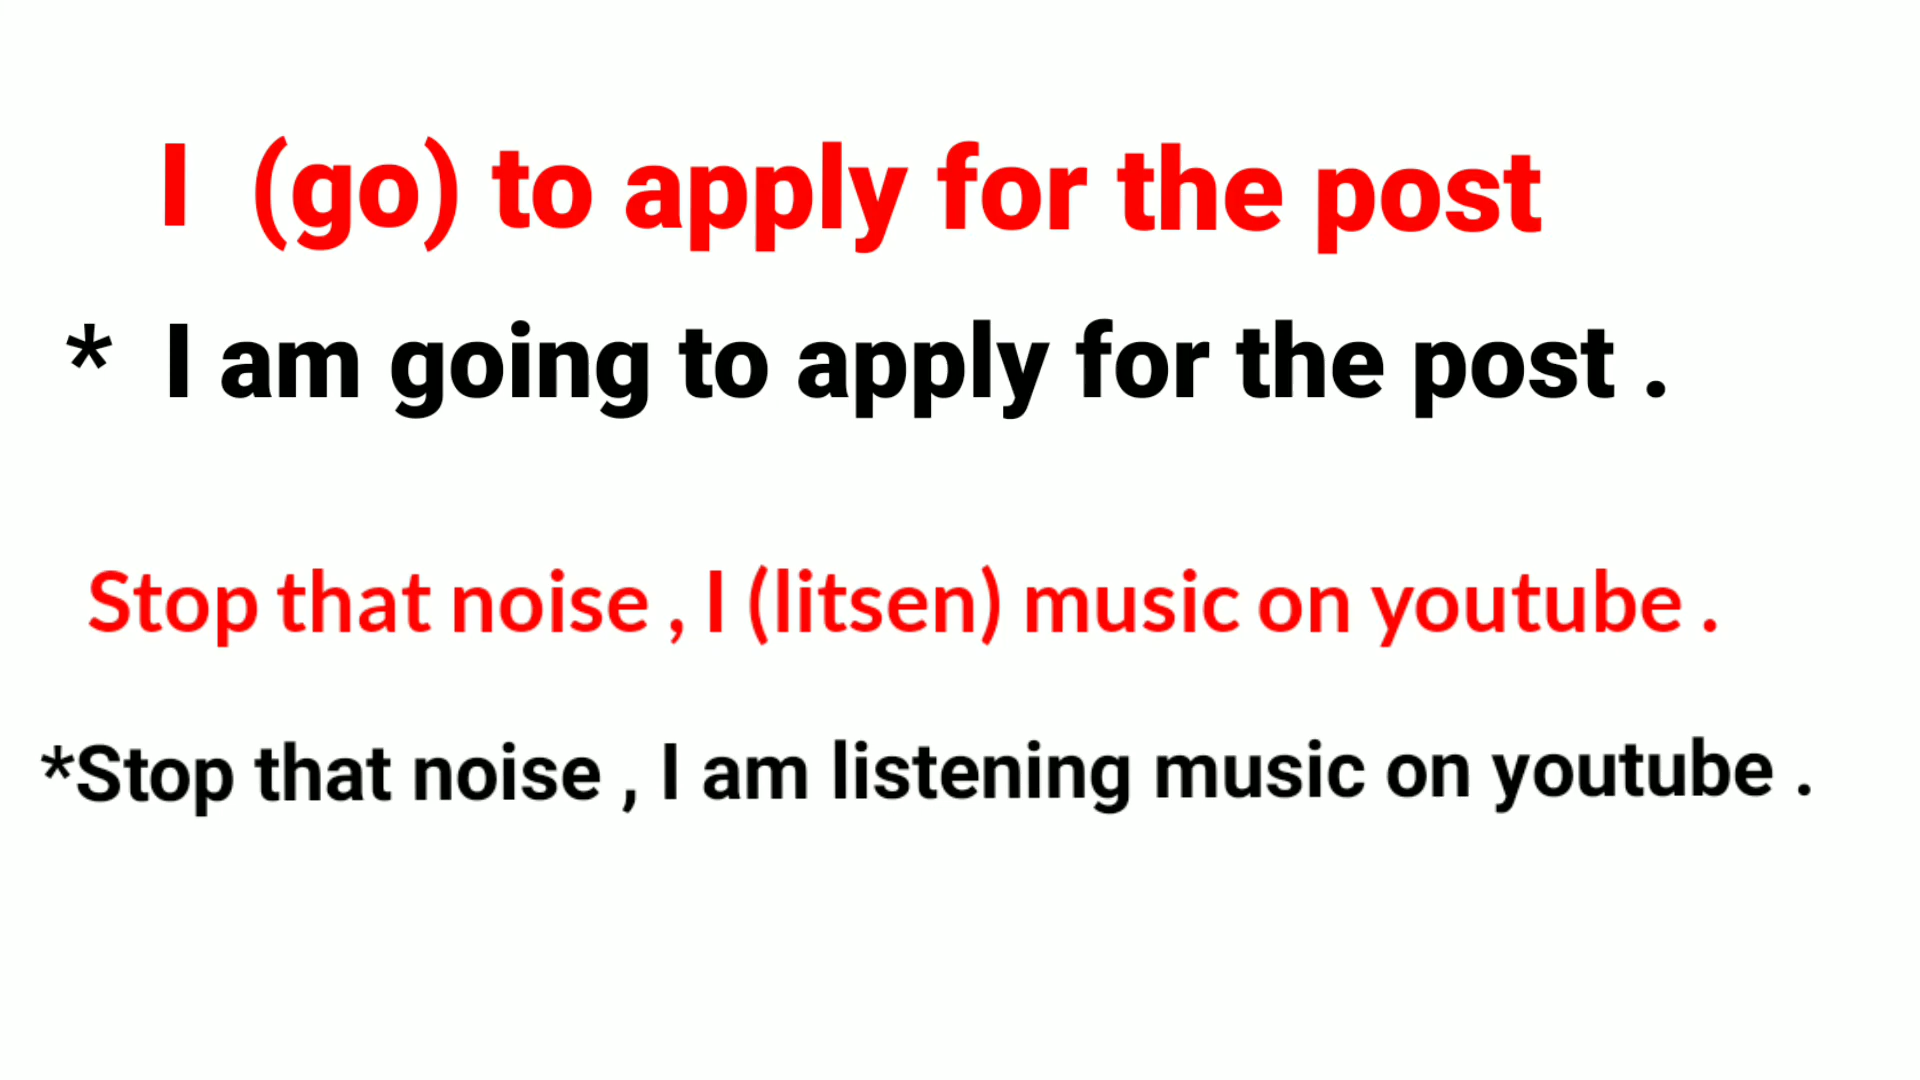 I (go) to apply for the post
* I am going to apply for the post .
Stop that noise , I (litsen) music on youtube .
*Stop that noise , I am listening music on youtube .